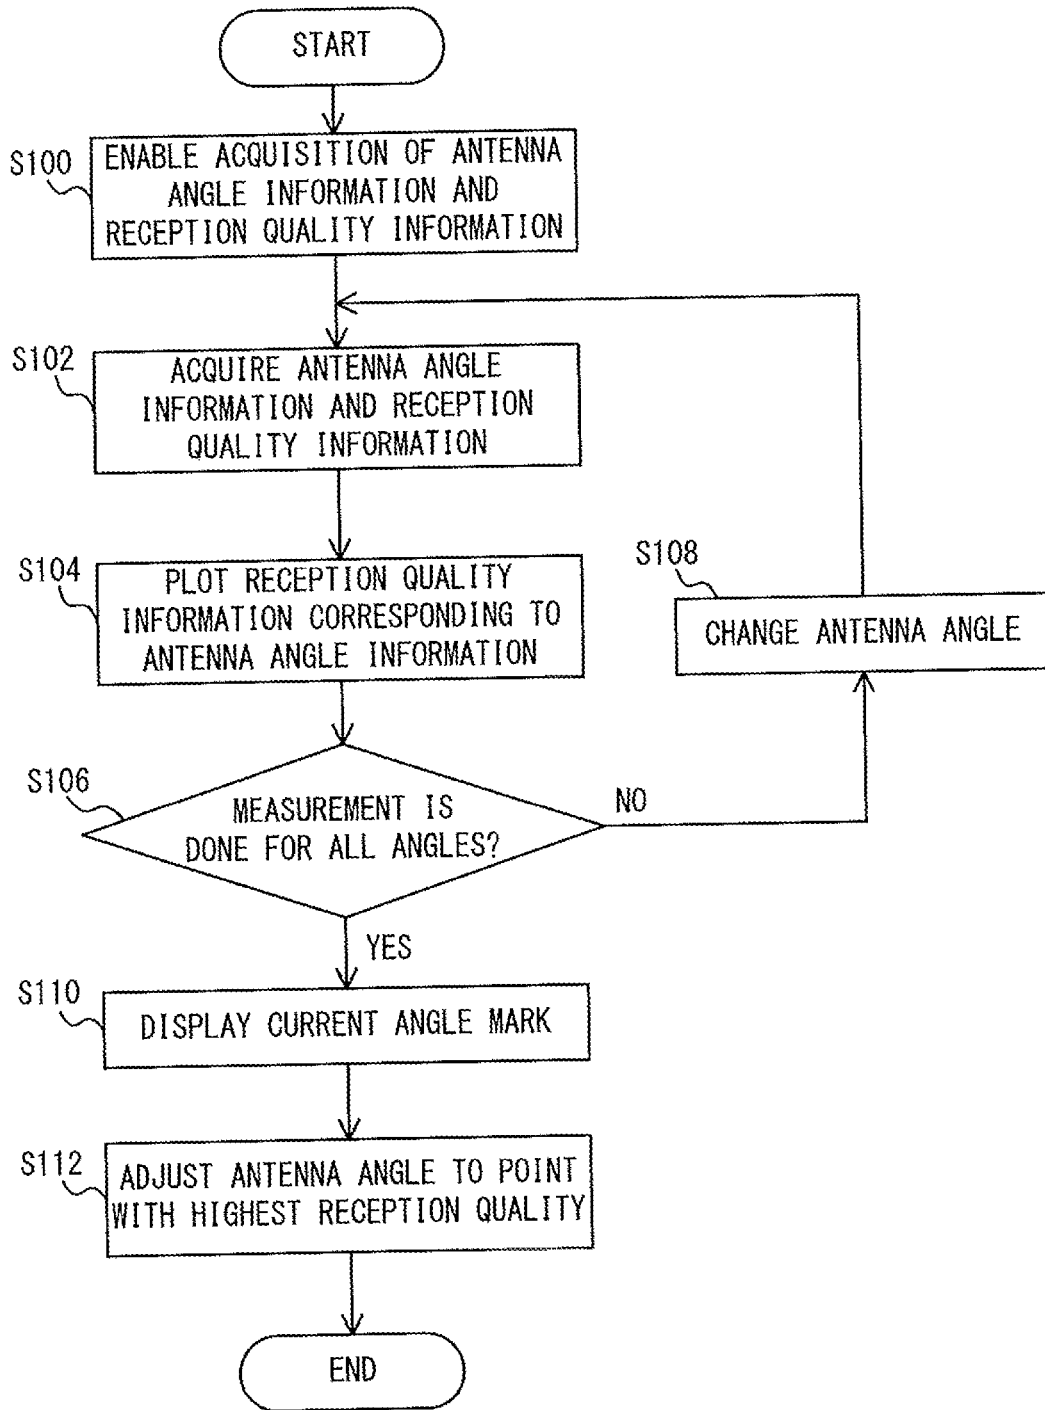 START
S100
ENABLE ACQUISITION OF ANTENNA
ANGLE INFORMATION AND
RECEPTION QUALITY INFORMATION
S102
ACQUIRE ANTENNA ANGLE
INFORMATION AND RECEPTION
QUALITY INFORMATION
S104
PLOT RECEPTION QUALITY
INFORMATION CORRESPONDING TO
ANTENNA ANGLE INFORMATION
S108
CHANGE ANTENNA ANGLE
S106
MEASUREMENT IS
DONE FOR ALL ANGLES?
NO
YES
S110
DISPLAY CURRENT ANGLE MARK
S112
ADJUST ANTENNA ANGLE TO POINT
WITH HIGHEST RECEPTION QUALITY
END